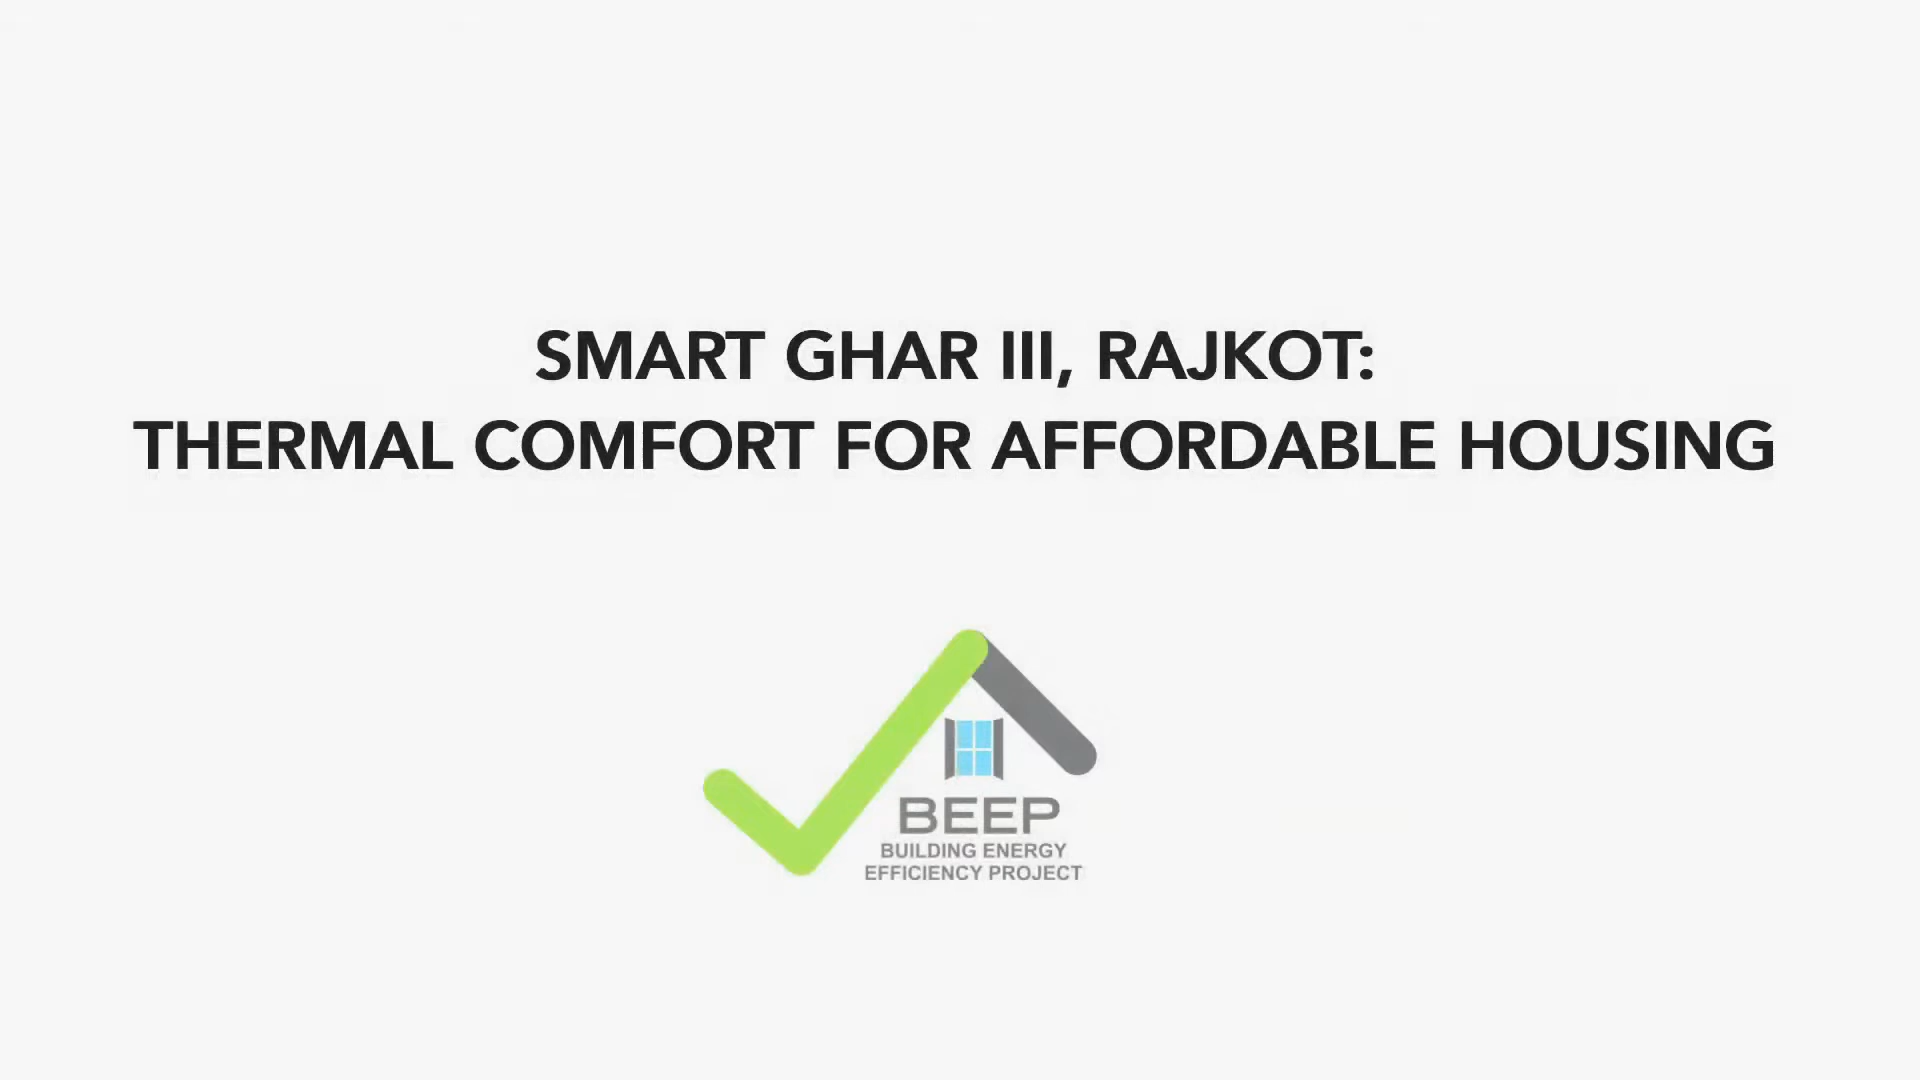 SMART GHAR III, RAJKOT:
THERMAL COMFORT FOR AFFORDABLE HOUSING
BEEP
BUILDING ENERGY
EFFICIENCY PROJECT